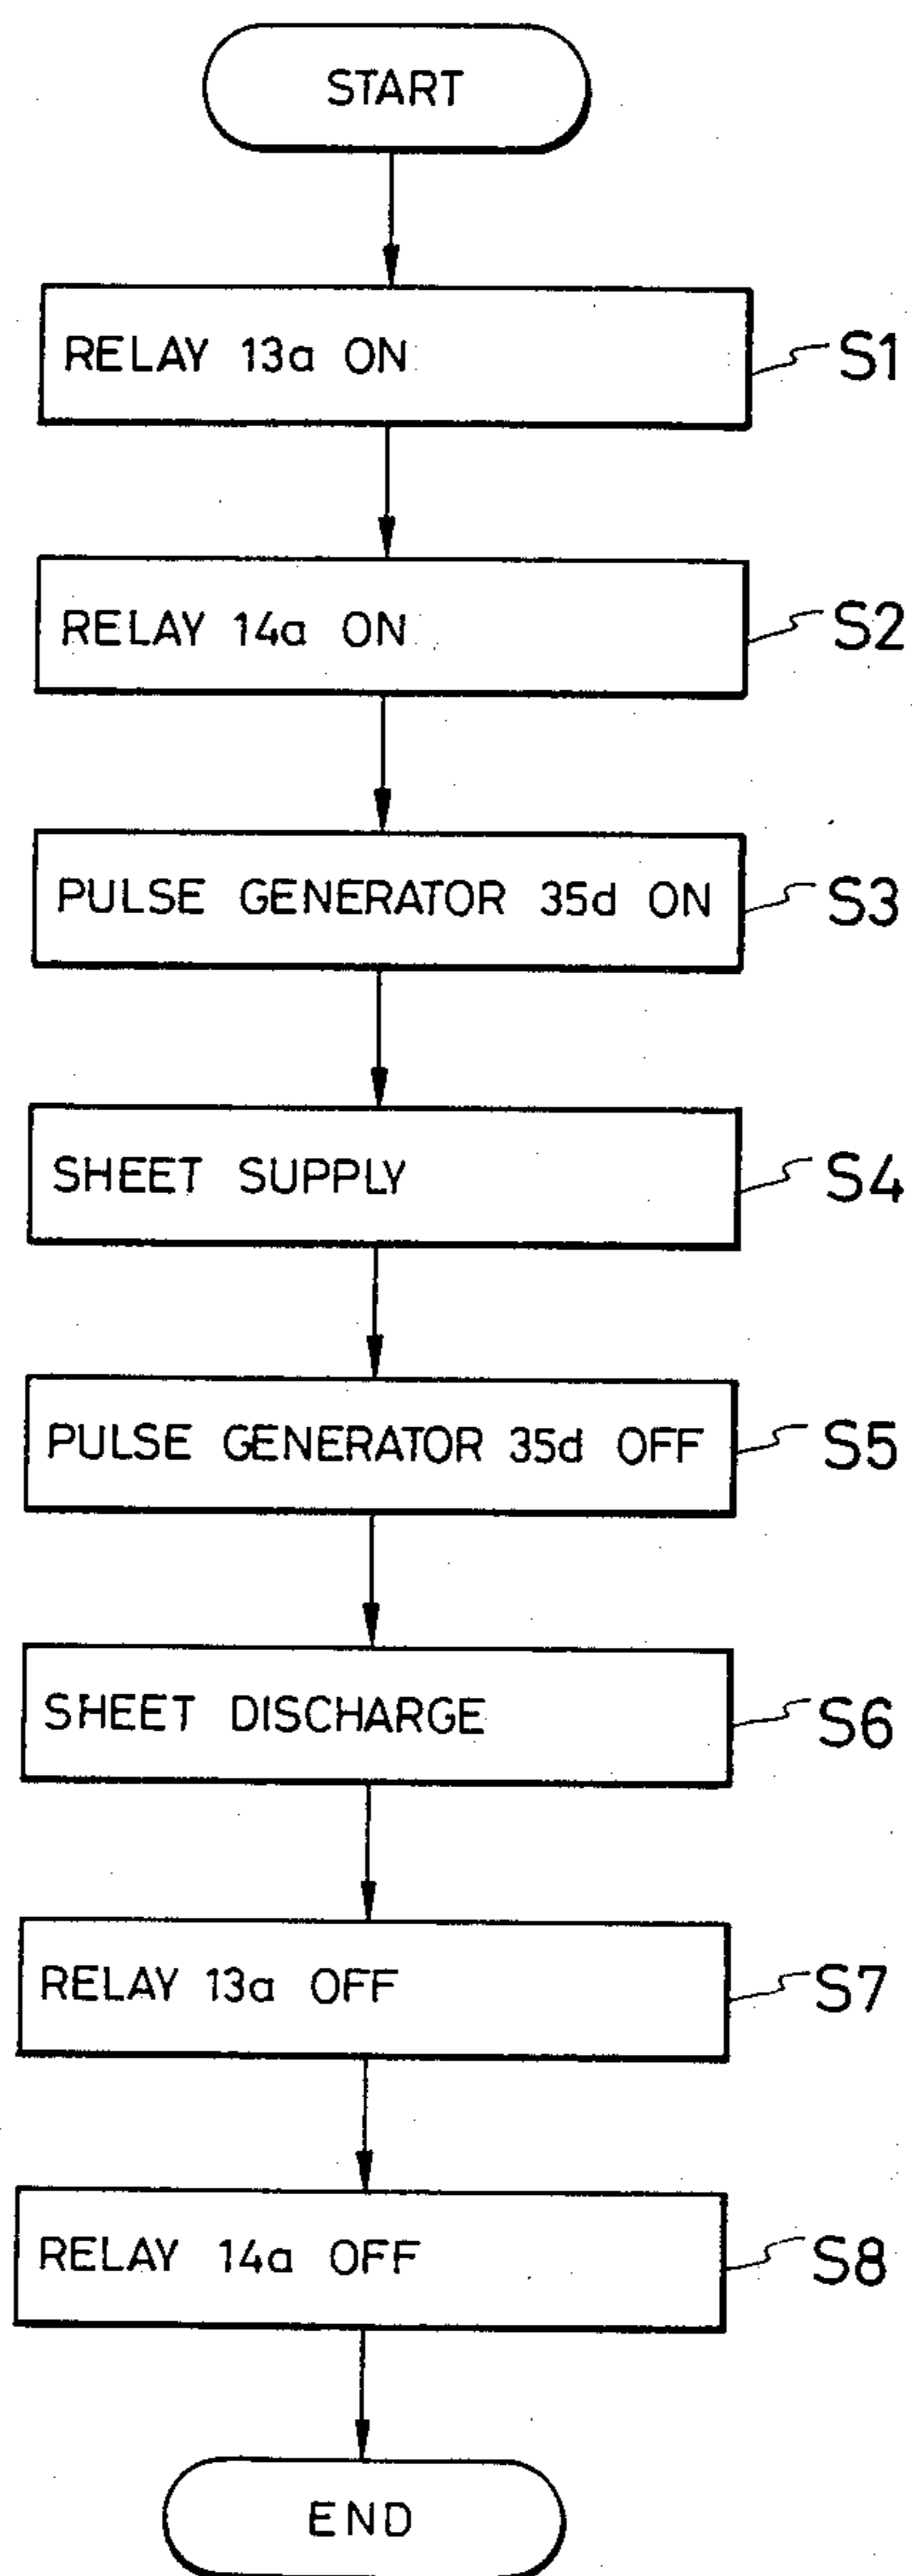 START
RELAY 13a ON S1
RELAY 14a ON S2
PULSE GENERATOR 35d ON S3
SHEET SUPPLY S4
PULSE GENERATOR 35d OFF S5
SHEET DISCHARGE S6
RELAY 13a OFF S7
RELAY 14a OFF S8
END